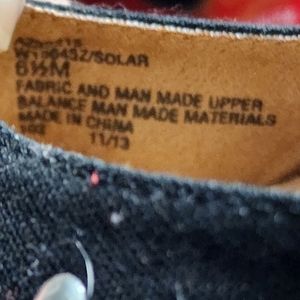 /SOLAR
6½M
FABRIC AND MAN MADE UPPER
BALANCE MAN MADE MATERIALS
MADE IN CHINA
11/13